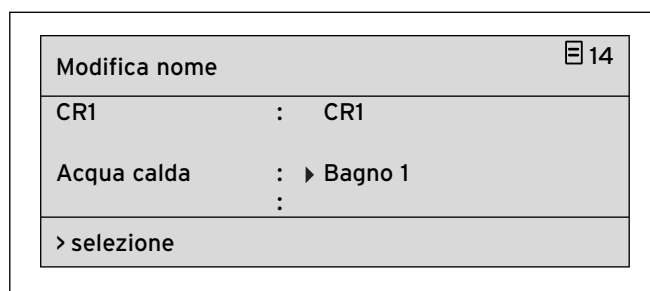 Modifica nome 14
CR1 : CR1
Acqua calda : Bagno 1
:
> selezione